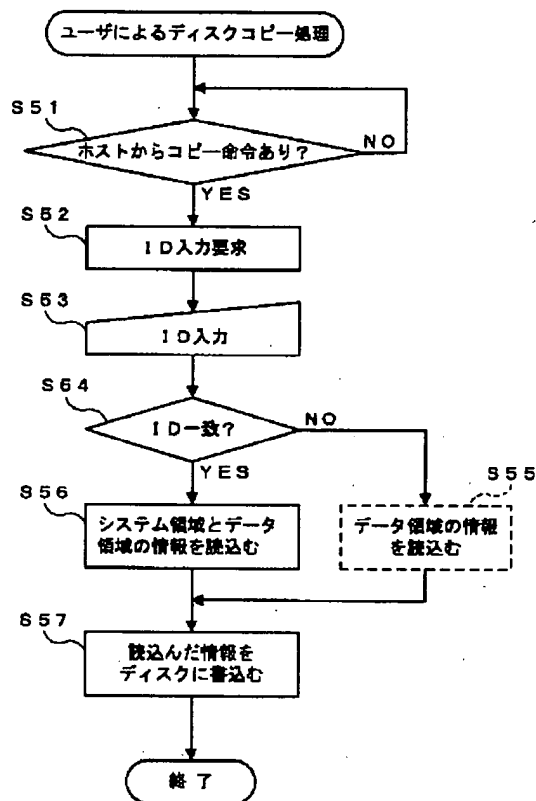 ユーザによるディスクコピー処理
S51
ホストからコピー命令あり?
NO
YES
S52
ID入力要求
S53
ID入力
S54
ID一致?
NO
YES
S55
S56
システム領域とデータ
領域の情報を読込む
データ領域の情報
を読込む
S57
読込んだ情報を
ディスクに書込む
終了